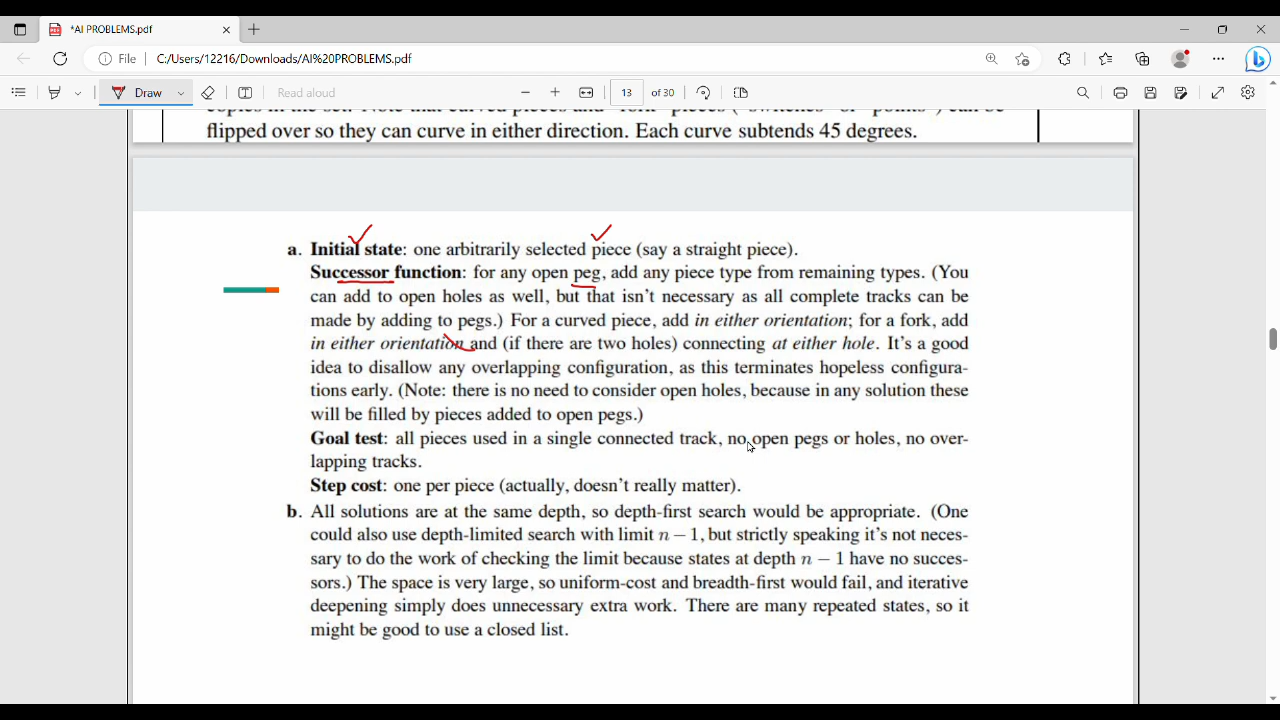 *AI PROBLEMS.pdf
File C:/Users/12216/Downloads/AI%20PROBLEMS.pdf
Draw Read aloud 13 of 30
flipped over so they can curve in either direction. Each curve subtends 45 degrees.
a. Initial state: one arbitrarily selected piece (say a straight piece).
Successor function: for any open peg, add any piece type from remaining types. (You
can add to open holes as well, but that isn't necessary as all complete tracks can be
made by adding to pegs.) For a curved piece, add in either orientation; for a fork, add
in either orientation and (if there are two holes) connecting at either hole. It's a good
idea to disallow any overlapping configuration, as this terminates hopeless configura-
tions early. (Note: there is no need to consider open holes, because in any solution these
will be filled by pieces added to open pegs.)
Goal test: all pieces used in a single connected track, no open pegs or holes, no over-
lapping tracks.
Step cost: one per piece (actually, doesn't really matter).
b. All solutions are at the same depth, so depth-first search would be appropriate. (One
could also use depth-limited search with limit n − 1, but strictly speaking it's not neces-
sary to do the work of checking the limit because states at depth n − 1 have no succes-
sors.) The space is very large, so uniform-cost and breadth-first would fail, and iterative
deepening simply does unnecessary extra work. There are many repeated states, so it
might be good to use a closed list.